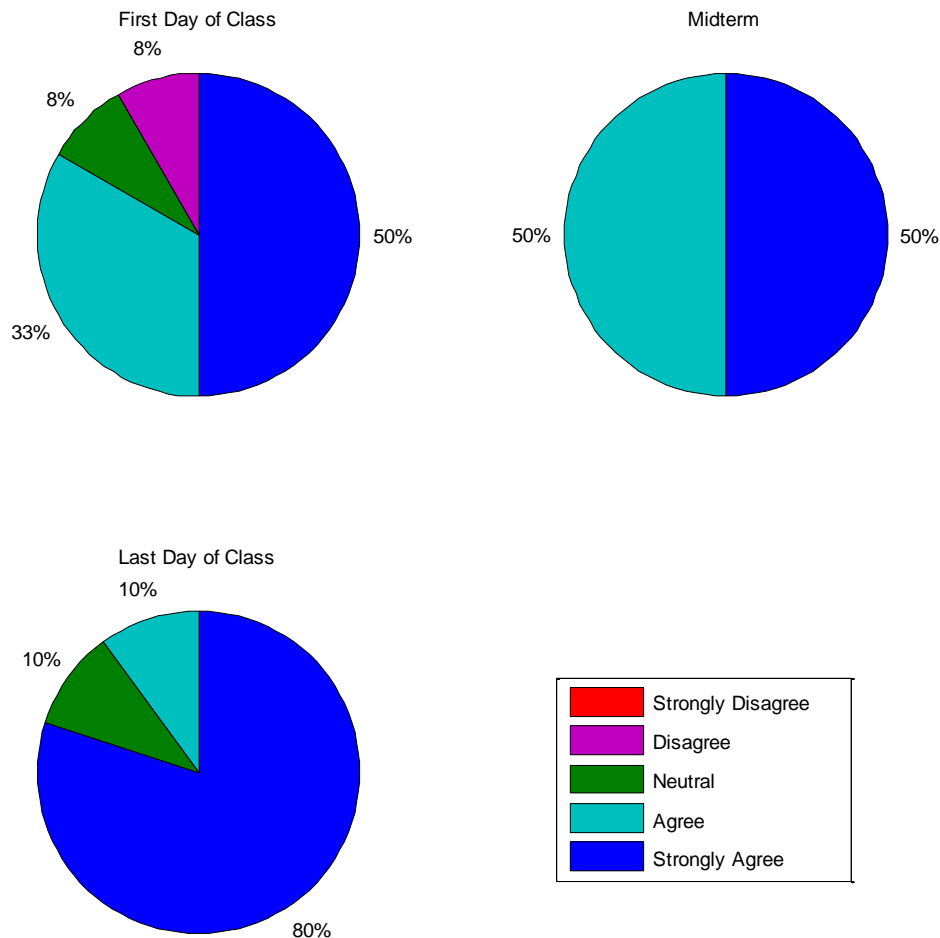 First Day of Class
8%
8%
33%
50%
Midterm
50%
50%
Last Day of Class
10%
10%
80%
Strongly Disagree
Disagree
Neutral
Agree
Strongly Agree